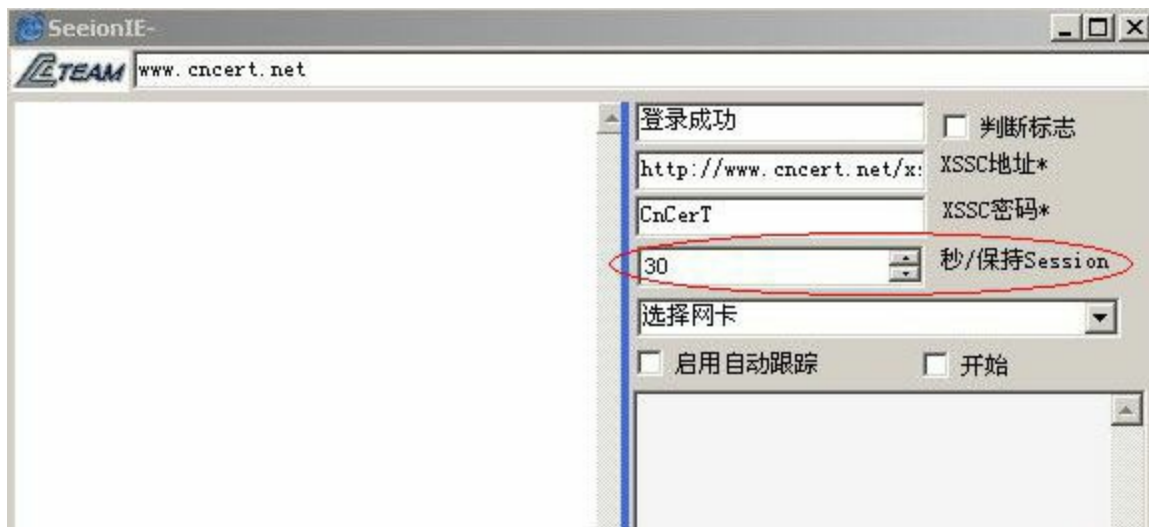 SeeionIE-
TEAM www.cncert.net
登录成功 判断标志
http://www.cncert.net/x: XSSC地址*
CnCerT XSSC密码*
30 秒/保持Session
选择网卡
启用自动跟踪 开始